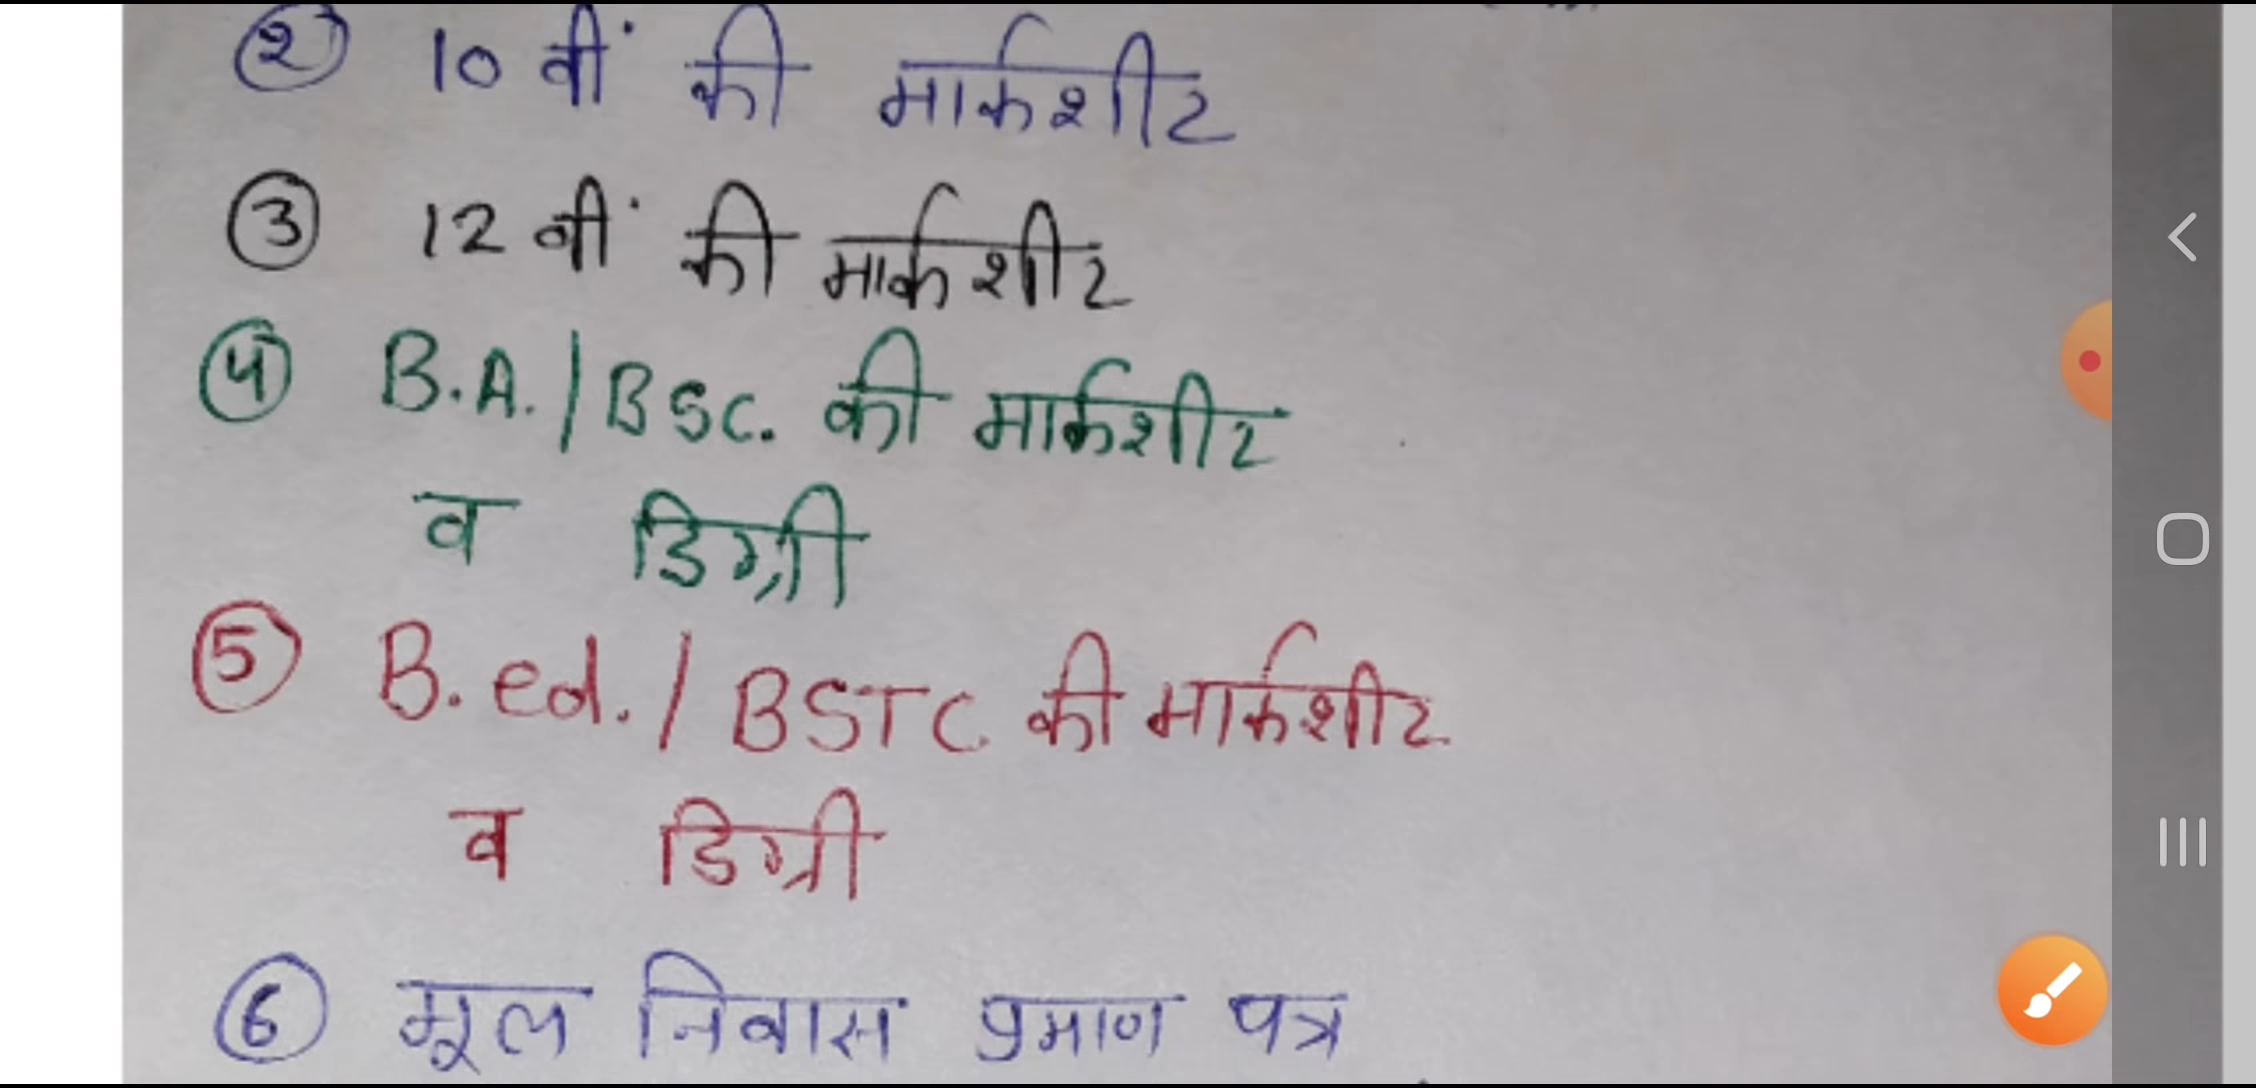 ② 10 वीं की मार्कशीट
③ 12 वीं की मार्कशीट
④ B.A. / BSC. की मार्कशीट
व डिग्री
⑤ B.ed. / BSTC की मार्कशीट
व डिग्री
⑥ मूल निवास प्रमाण पत्र